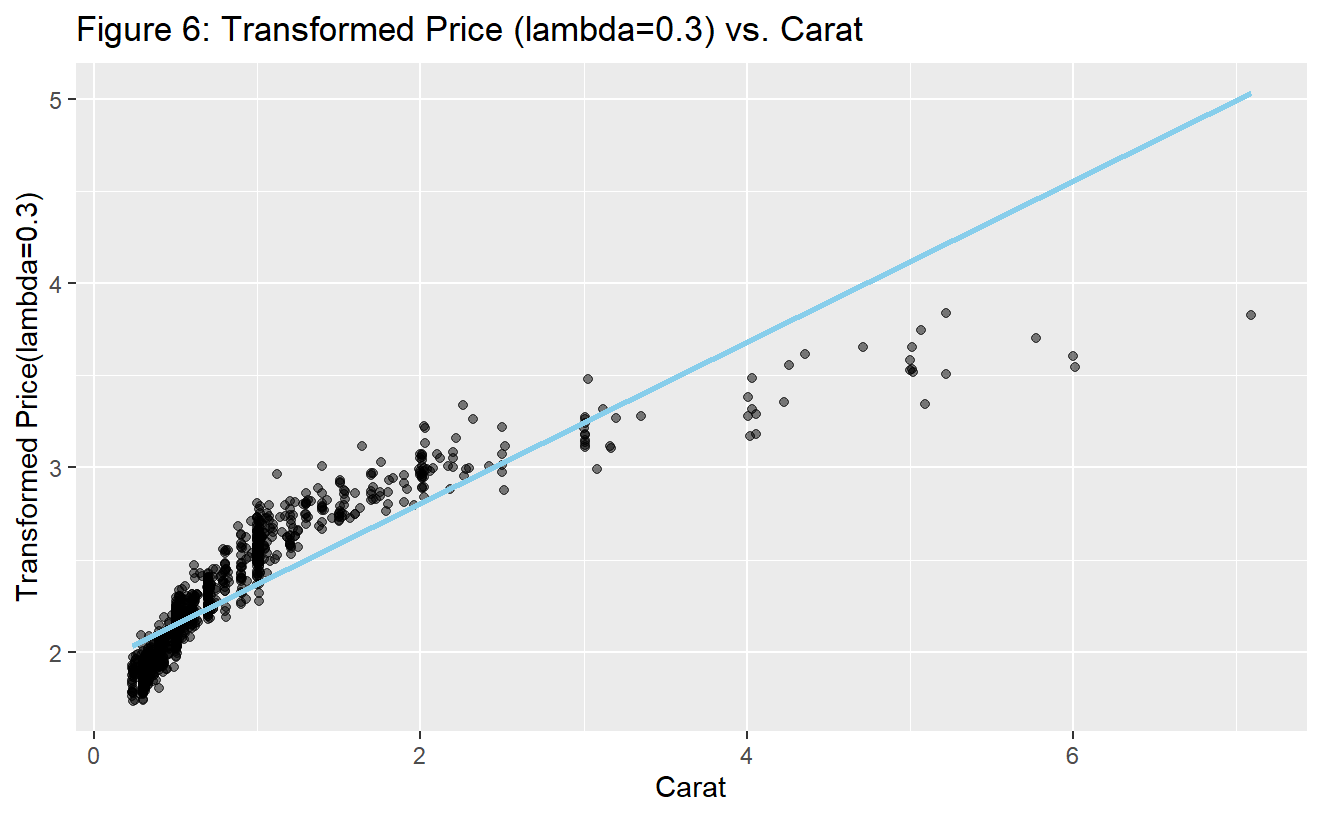 Figure 6: Transformed Price (lambda=0.3) vs. Carat
Transformed Price(lambda=0.3)
5
4
3
2
0 2 4 6
Carat